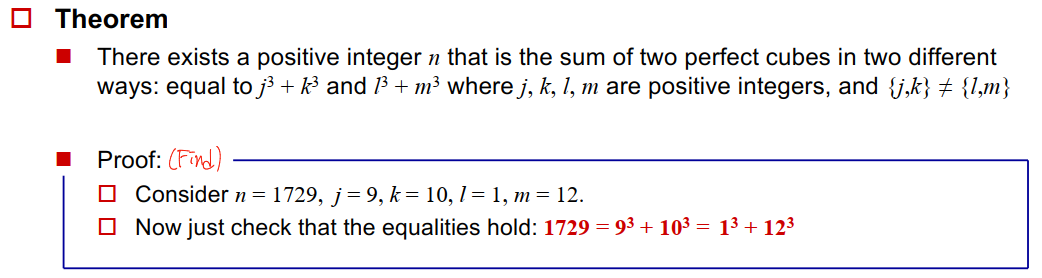 Theorem
There exists a positive integer n that is the sum of two perfect cubes in two different
ways: equal to j³ + k³ and l³ + m³ where j, k, l, m are positive integers, and {j,k} ≠ {l,m}
Proof: (Find)
Consider n = 1729, j = 9, k = 10, l = 1, m = 12.
Now just check that the equalities hold: 1729 = 9³ + 10³ = 1³ + 12³